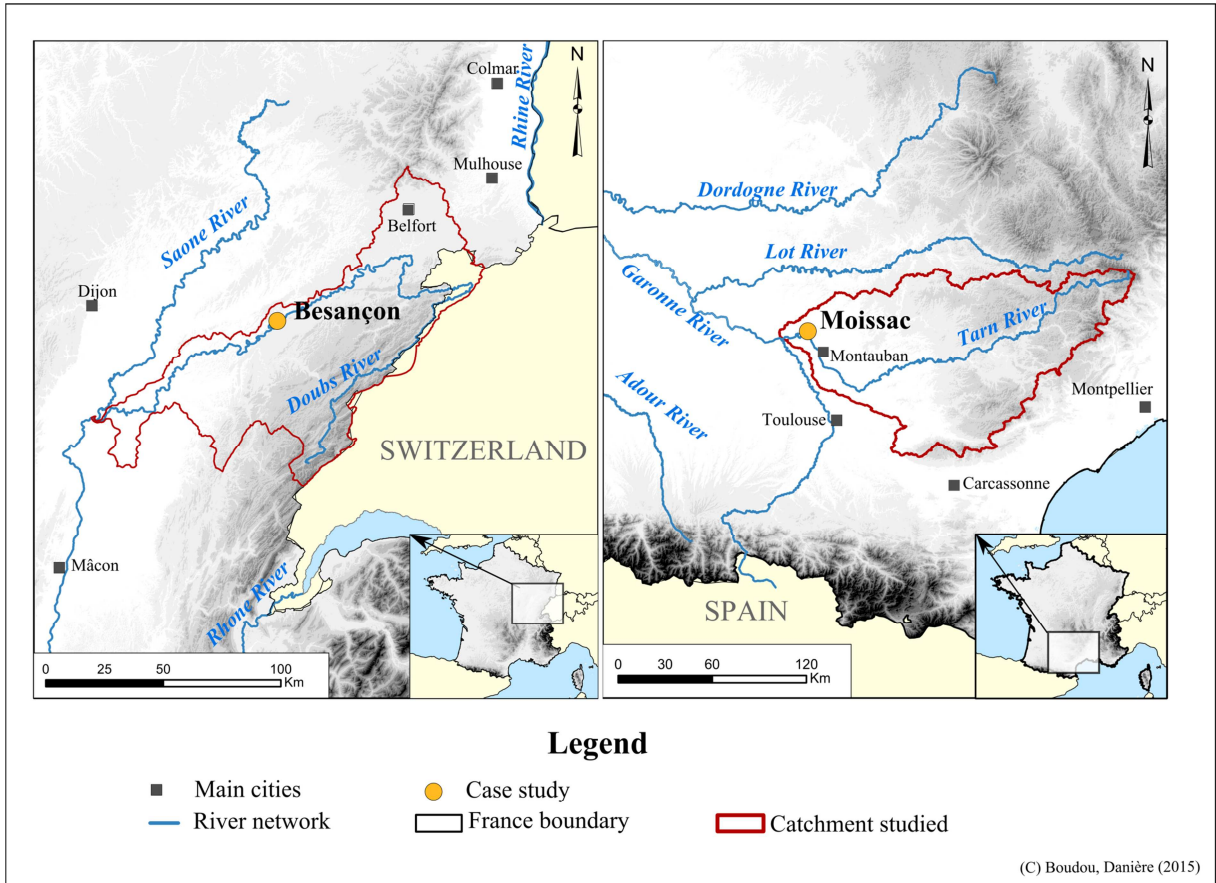 Colmar
N
Rhine River
Mulhouse
Belfort
Saone River
Dijon
Besançon
Doubs River
SWITZERLAND
Mâcon
Rhone River
0 25 50 100
Km
N
Dordogne River
Lot River
Garonne River
Moissac
Montauban
Tarn River
Adour River
Montpellier
Toulouse
Carcassonne
SPAIN
0 30 60 120
Km
Legend
Main cities
Case study
River network
France boundary
Catchment studied
(C) Boudou, Danière (2015)